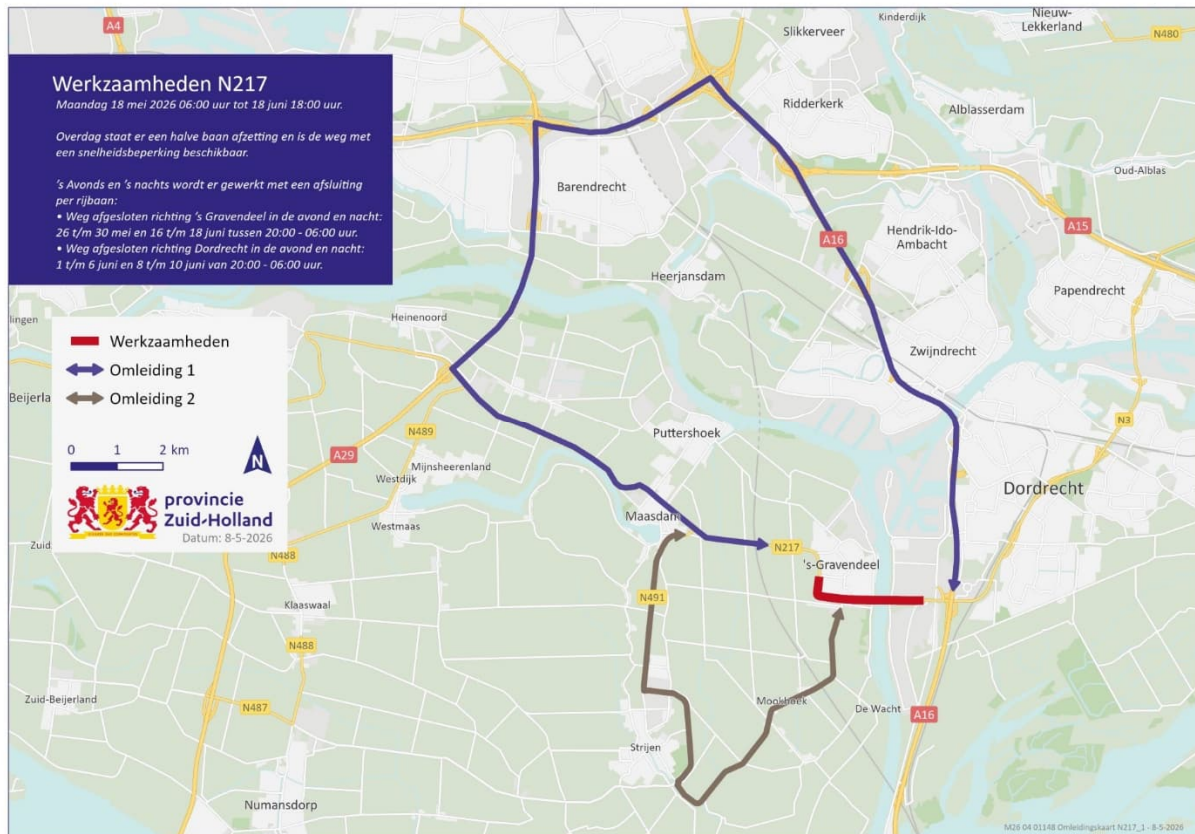 A4
Kinderdijk
Nieuw-
Lekkerland
N480
Slikkerveer
Werkzaamheden N217
Maandag 18 mei 2026 06:00 uur tot 18 juni 18:00 uur.
Overdag staat er een halve baan afzetting en is de weg met
een snelheidsbeperking beschikbaar.
's Avonds en 's nachts wordt er gewerkt met een afsluiting
per rijbaan:
• Weg afgesloten richting 's Gravendeel in de avond en nacht:
26 t/m 30 mei en 16 t/m 18 juni tussen 20:00 - 06:00 uur.
• Weg afgesloten richting Dordrecht in de avond en nacht:
1 t/m 6 juni en 8 t/m 10 juni van 20:00 - 06:00 uur.
Ridderkerk
Alblasserdam
Oud-Alblas
Barendrecht
A15
A16
Hendrik-Ido-
Ambacht
Heerjansdam
Papendrecht
Heinenoord
Zwijndrecht
lingen
Werkzaamheden
Omleiding 1
Omleiding 2
Beijerla
N3
N489
Puttershoek
0 1 2 km
N
A29
Mijnsheerenland
Westdijk
Dordrecht
provincie
Zuid-Holland
Datum: 8-5-2026
Westmaas
Maasdam
Zuid-
N488
N217
's-Gravendeel
Klaaswaal
N491
N488
Zuid-Beijerland
N487
Mookhoek
De Wacht
A16
Strijen
Numansdorp
M26 04 01148 Omleidingskaart N217_1 - 8-5-2026